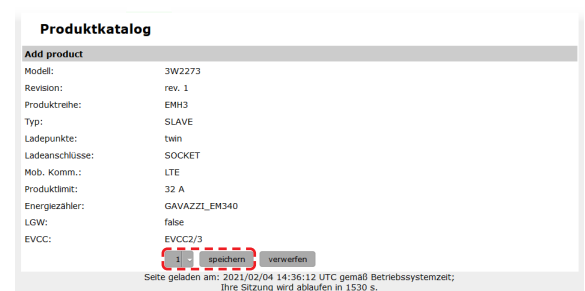 Produktkatalog
Add product
Modell: 3W2273
Revision: rev. 1
Produktreihe: EMH3
Typ: SLAVE
Ladepunkte: twin
Ladeanschlüsse: SOCKET
Mob. Komm.: LTE
Produktlimit: 32 A
Energiezähler: GAVAZZI_EM340
LGW: false
EVCC: EVCC2/3
1 speichern verwerfen
Seite geladen am: 2021/02/04 14:36:12 UTC gemäß Betriebssystemzeit;
Ihre Sitzung wird ablaufen in 1530 s.